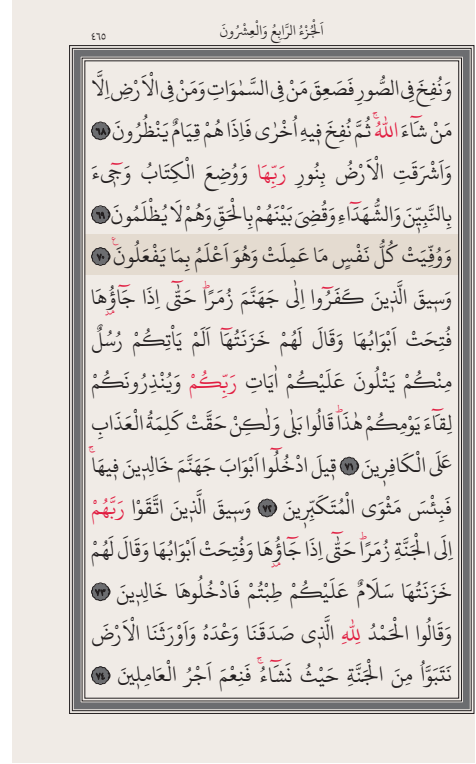 اَلْجُزْءُ الرَّابِعُ وَالْعِشْرُونَ
٤٦٥
وَنُفِخَ فِى الصُّورِ فَصَعِقَ مَنْ فِى السَّمٰوَاتِ وَمَنْ فِى الْاَرْضِ اِلَّا
مَنْ شَٓاءَ اللّٰهُۜ ثُمَّ نُفِخَ فٖيهِ اُخْرٰى فَاِذَا هُمْ قِيَامٌ يَنْظُرُونَ ٦٨
وَاَشْرَقَتِ الْاَرْضُ بِنُورِ رَبِّهَا وَوُضِعَ الْكِتَابُ وَجٖٓىءَ
بِالنَّبِيّٖنَ وَالشُّهَدَٓاءِ وَقُضِىَ بَيْنَهُمْ بِالْحَقِّ وَهُمْ لَا يُظْلَمُونَ ٦٩
وَوُفِّيَتْ كُلُّ نَفْسٍ مَا عَمِلَتْ وَهُوَ اَعْلَمُ بِمَا يَفْعَلُونَۚ ٧٠
وَسٖيقَ الَّذٖينَ كَفَرُٓوا اِلٰى جَهَنَّمَ زُمَرًاۜ حَتّٰٓى اِذَا جَٓاؤُ۫هَا
فُتِحَتْ اَبْوَابُهَا وَقَالَ لَهُمْ خَزَنَتُهَٓا اَلَمْ يَاْتِكُمْ رُسُلٌ
مِنْكُمْ يَتْلُونَ عَلَيْكُمْ اٰيَاتِ رَبِّكُمْ وَيُنْذِرُونَكُمْ
لِقَٓاءَ يَوْمِكُمْ هٰذَاۜ قَالُوا بَلٰى وَلٰكِنْ حَقَّتْ كَلِمَةُ الْعَذَابِ
عَلَى الْكَافِرٖينَ ٧١ قٖيلَ ادْخُلُٓوا اَبْوَابَ جَهَنَّمَ خَالِدٖينَ فٖيهَاۚ
فَبِئْسَ مَثْوَى الْمُتَكَبِّرٖينَ ٧٢ وَسٖيقَ الَّذٖينَ اتَّقَوْا رَبَّهُمْ
اِلَى الْجَنَّةِ زُمَرًاۜ حَتّٰٓى اِذَا جَٓاؤُ۫هَا وَفُتِحَتْ اَبْوَابُهَا وَقَالَ لَهُمْ
خَزَنَتُهَا سَلَامٌ عَلَيْكُمْ طِبْتُمْ فَادْخُلُوهَا خَالِدٖينَ ٧٣
وَقَالُوا الْحَمْدُ لِلّٰهِ الَّذٖى صَدَقَنَا وَعْدَهُ وَاَوْرَثَنَا الْاَرْضَ
نَتَبَوَّاُ مِنَ الْجَنَّةِ حَيْثُ نَشَٓاءُۚ فَنِعْمَ اَجْرُ الْعَامِلٖينَ ٧٤